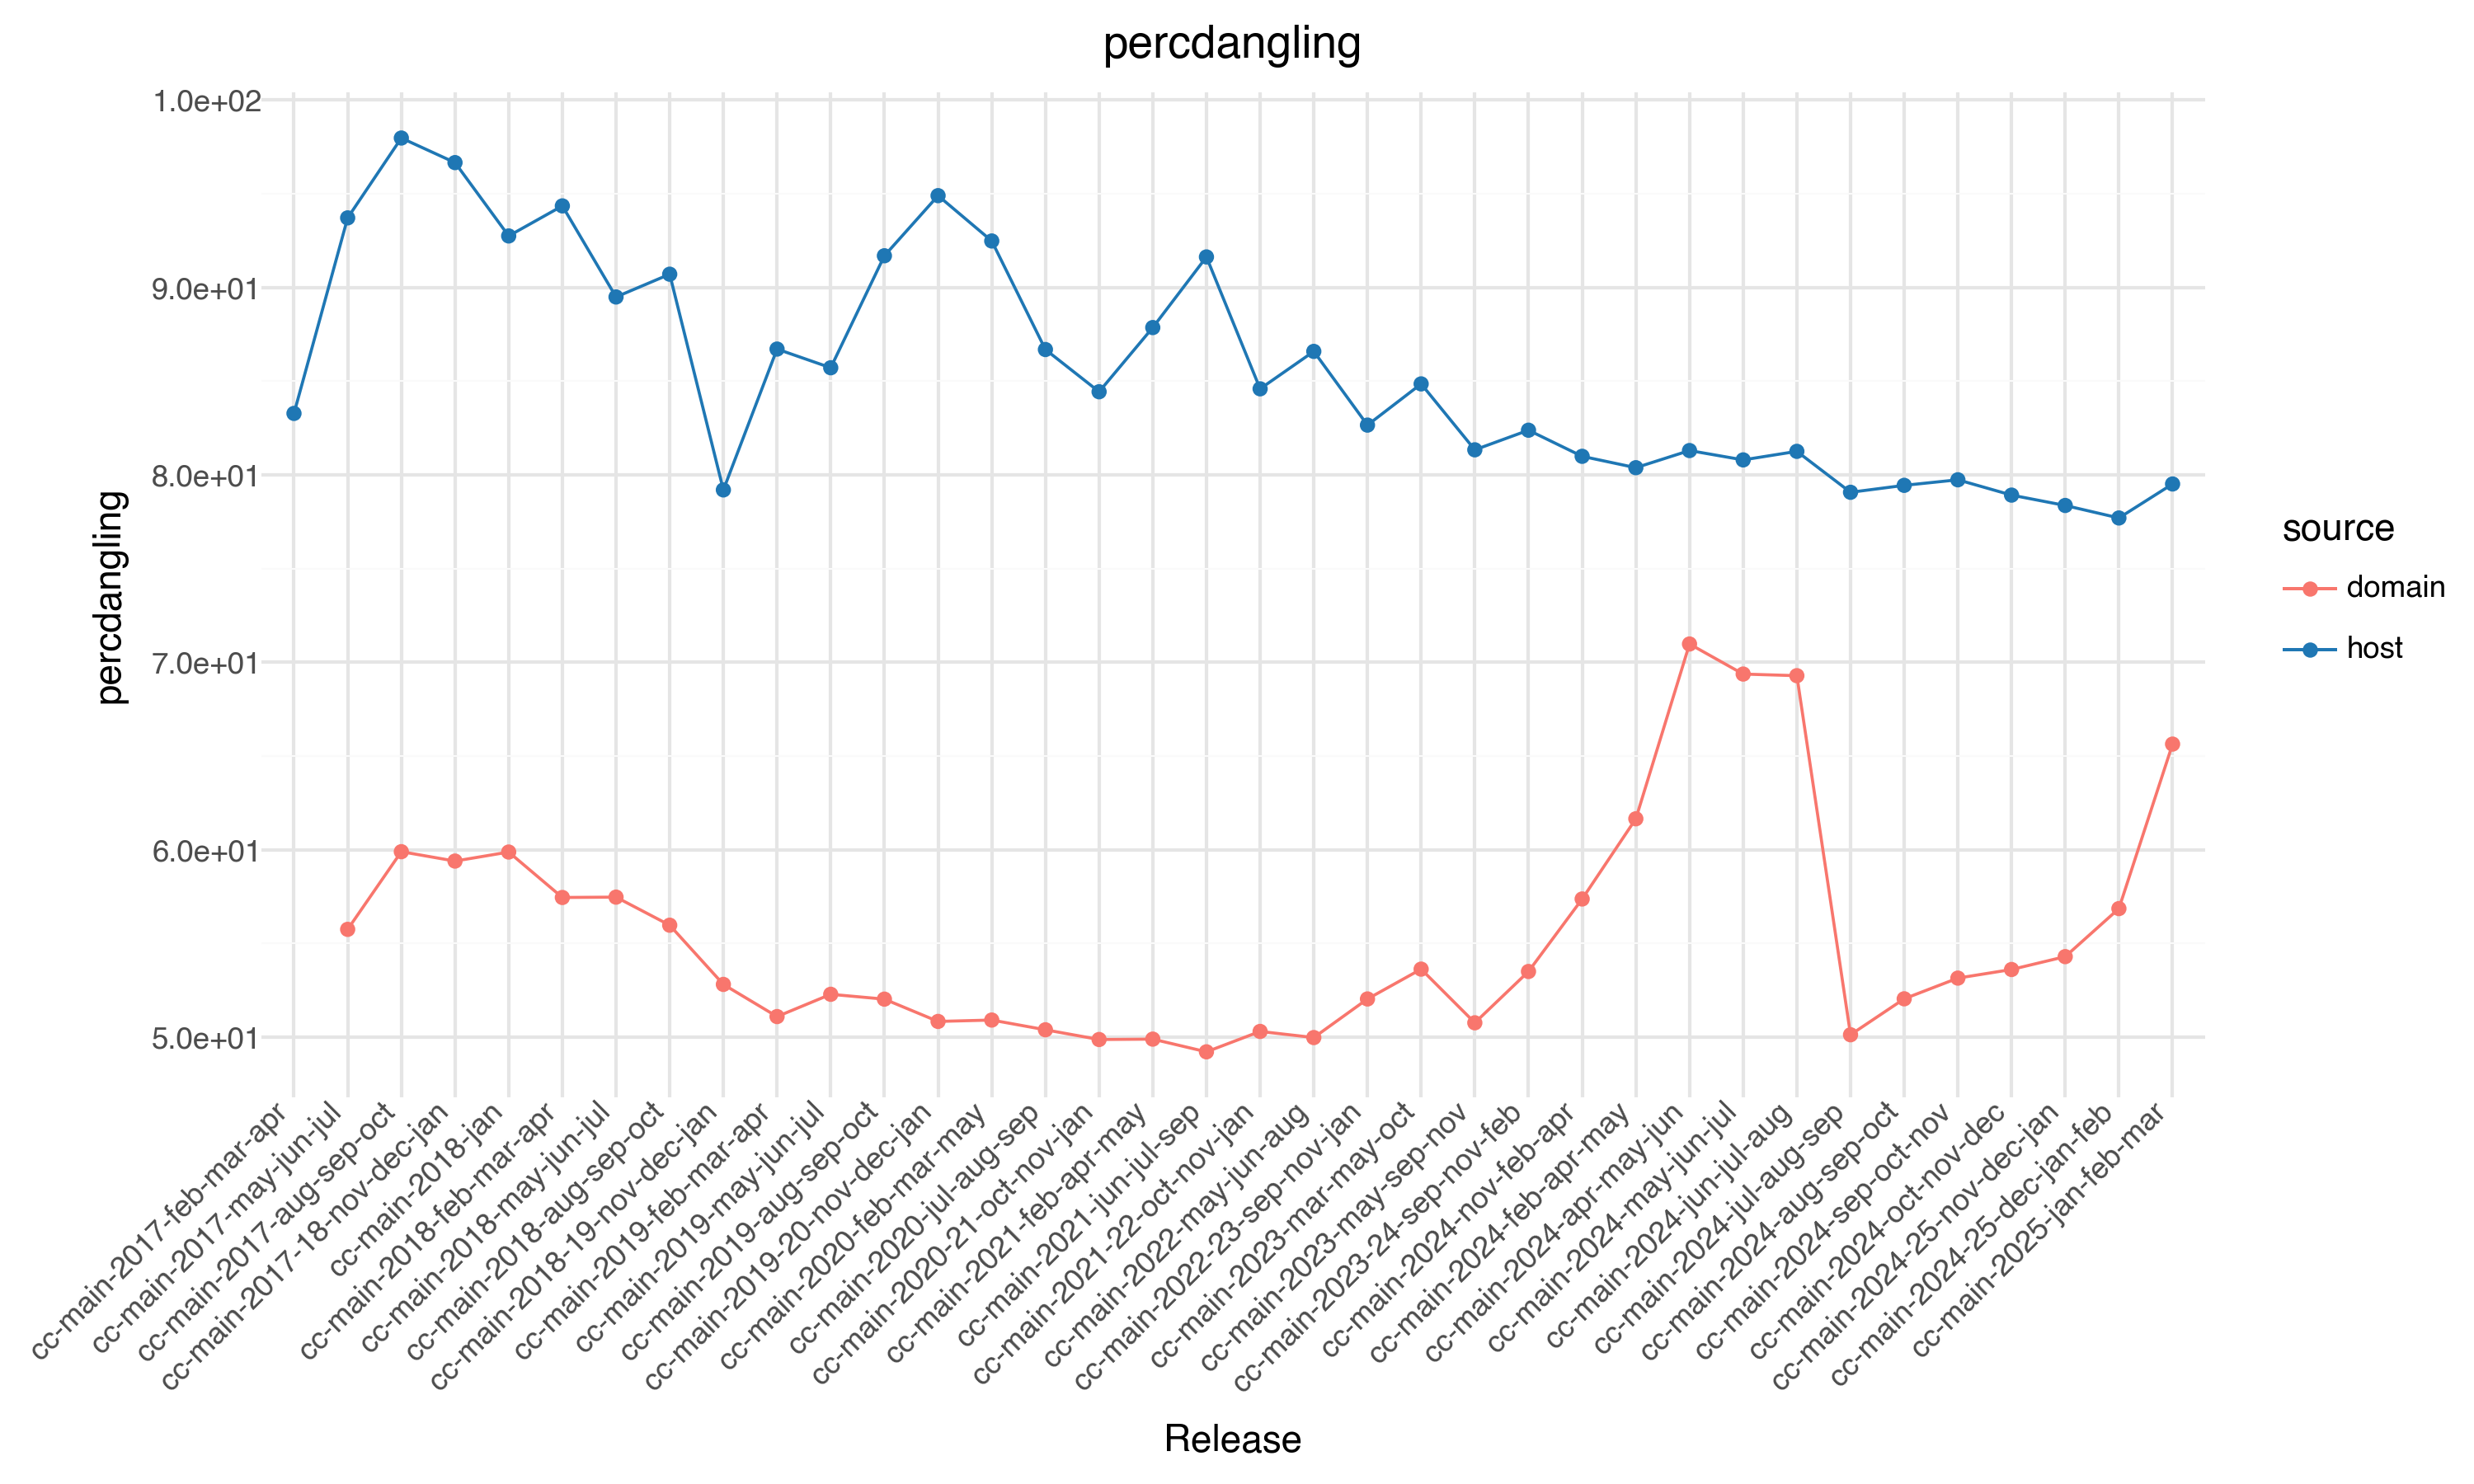 percdangling
percdangling
1.0e+02
9.0e+01
8.0e+01
7.0e+01
6.0e+01
5.0e+01
cc-main-2017-feb-mar-apr
cc-main-2017-may-jun-jul
cc-main-2017-aug-sep-oct
cc-main-2017-18-nov-dec-jan
cc-main-2018-jan
cc-main-2018-feb-mar-apr
cc-main-2018-may-jun-jul
cc-main-2018-aug-sep-oct
cc-main-2018-19-nov-dec-jan
cc-main-2019-feb-mar-apr
cc-main-2019-may-jun-jul
cc-main-2019-aug-sep-oct
cc-main-2019-20-nov-dec-jan
cc-main-2020-feb-mar-may
cc-main-2020-jul-aug-sep
cc-main-2020-21-oct-nov-jan
cc-main-2021-feb-apr-may
cc-main-2021-jun-jul-sep
cc-main-2021-22-oct-nov-jan
cc-main-2022-may-jun-aug
cc-main-2022-23-sep-nov-jan
cc-main-2023-mar-may-oct
cc-main-2023-may-sep-nov
cc-main-2023-24-sep-nov-feb
cc-main-2024-nov-feb-apr
cc-main-2024-feb-apr-may
cc-main-2024-apr-may-jun
cc-main-2024-may-jun-jul
cc-main-2024-jun-jul-aug
cc-main-2024-jul-aug-sep
cc-main-2024-aug-sep-oct
cc-main-2024-sep-oct-nov
cc-main-2024-oct-nov-dec
cc-main-2024-25-nov-dec-jan
cc-main-2024-25-dec-jan-feb
cc-main-2025-jan-feb-mar
Release
source
domain
host